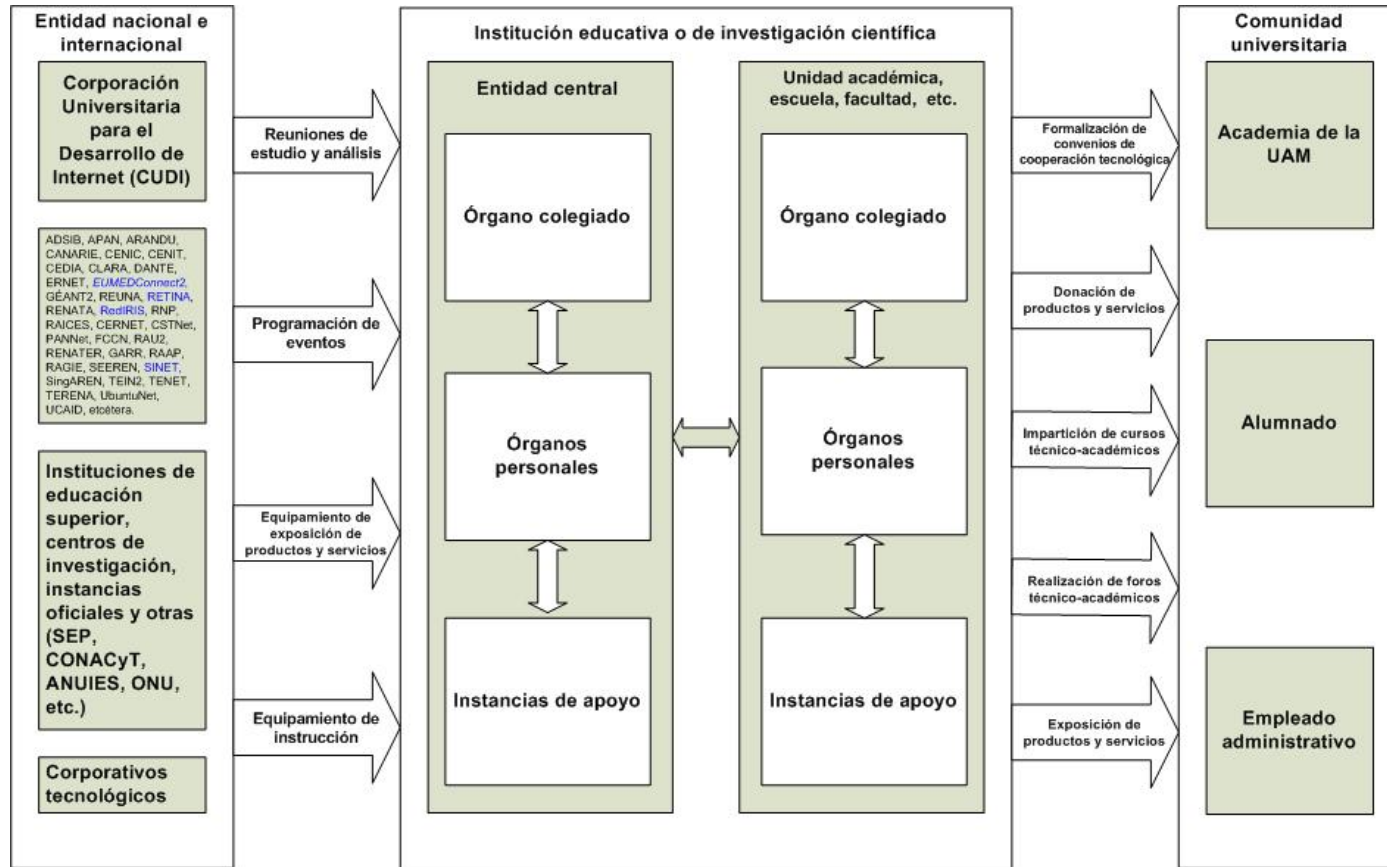 Entidad nacional e
internacional
Corporación
Universitaria
para el
Desarrollo de
Internet (CUDI)
ADSIB, APAN, ARANDU,
CANARIE, CENIC, CENIT,
CEDIA, CLARA, DANTE,
ERNET, EUMEDConnect2,
GÉANT2, REUNA, RETINA,
RENATA, RedIRIS, RNP,
RAICES, CERNET, CSTNet,
PANNet, FCCN, RAU2,
RENATER, GARR, RAAP,
RAGIE, SEEREN, SINET,
SingAREN, TEIN2, TENET,
TERENA, UbuntuNet,
UCAID, etcétera.
Instituciones de
educación
superior,
centros de
investigación,
instancias
oficiales y otras
(SEP,
CONACyT,
ANUIES, ONU,
etc.)
Corporativos
tecnológicos
Reuniones de
estudio y análisis
Programación de
eventos
Equipamiento de
exposición de
productos y servicios
Equipamiento de
instrucción
Institución educativa o de investigación científica
Entidad central
Órgano colegiado
Órganos
personales
Instancias de apoyo
Unidad académica,
escuela, facultad, etc.
Órgano colegiado
Órganos
personales
Instancias de apoyo
Formalización de
convenios de
cooperación tecnológica
Donación de
productos y servicios
Impartición de cursos
técnico-académicos
Realización de foros
técnico-académicos
Exposición de
productos y servicios
Comunidad
universitaria
Academia de la
UAM
Alumnado
Empleado
administrativo